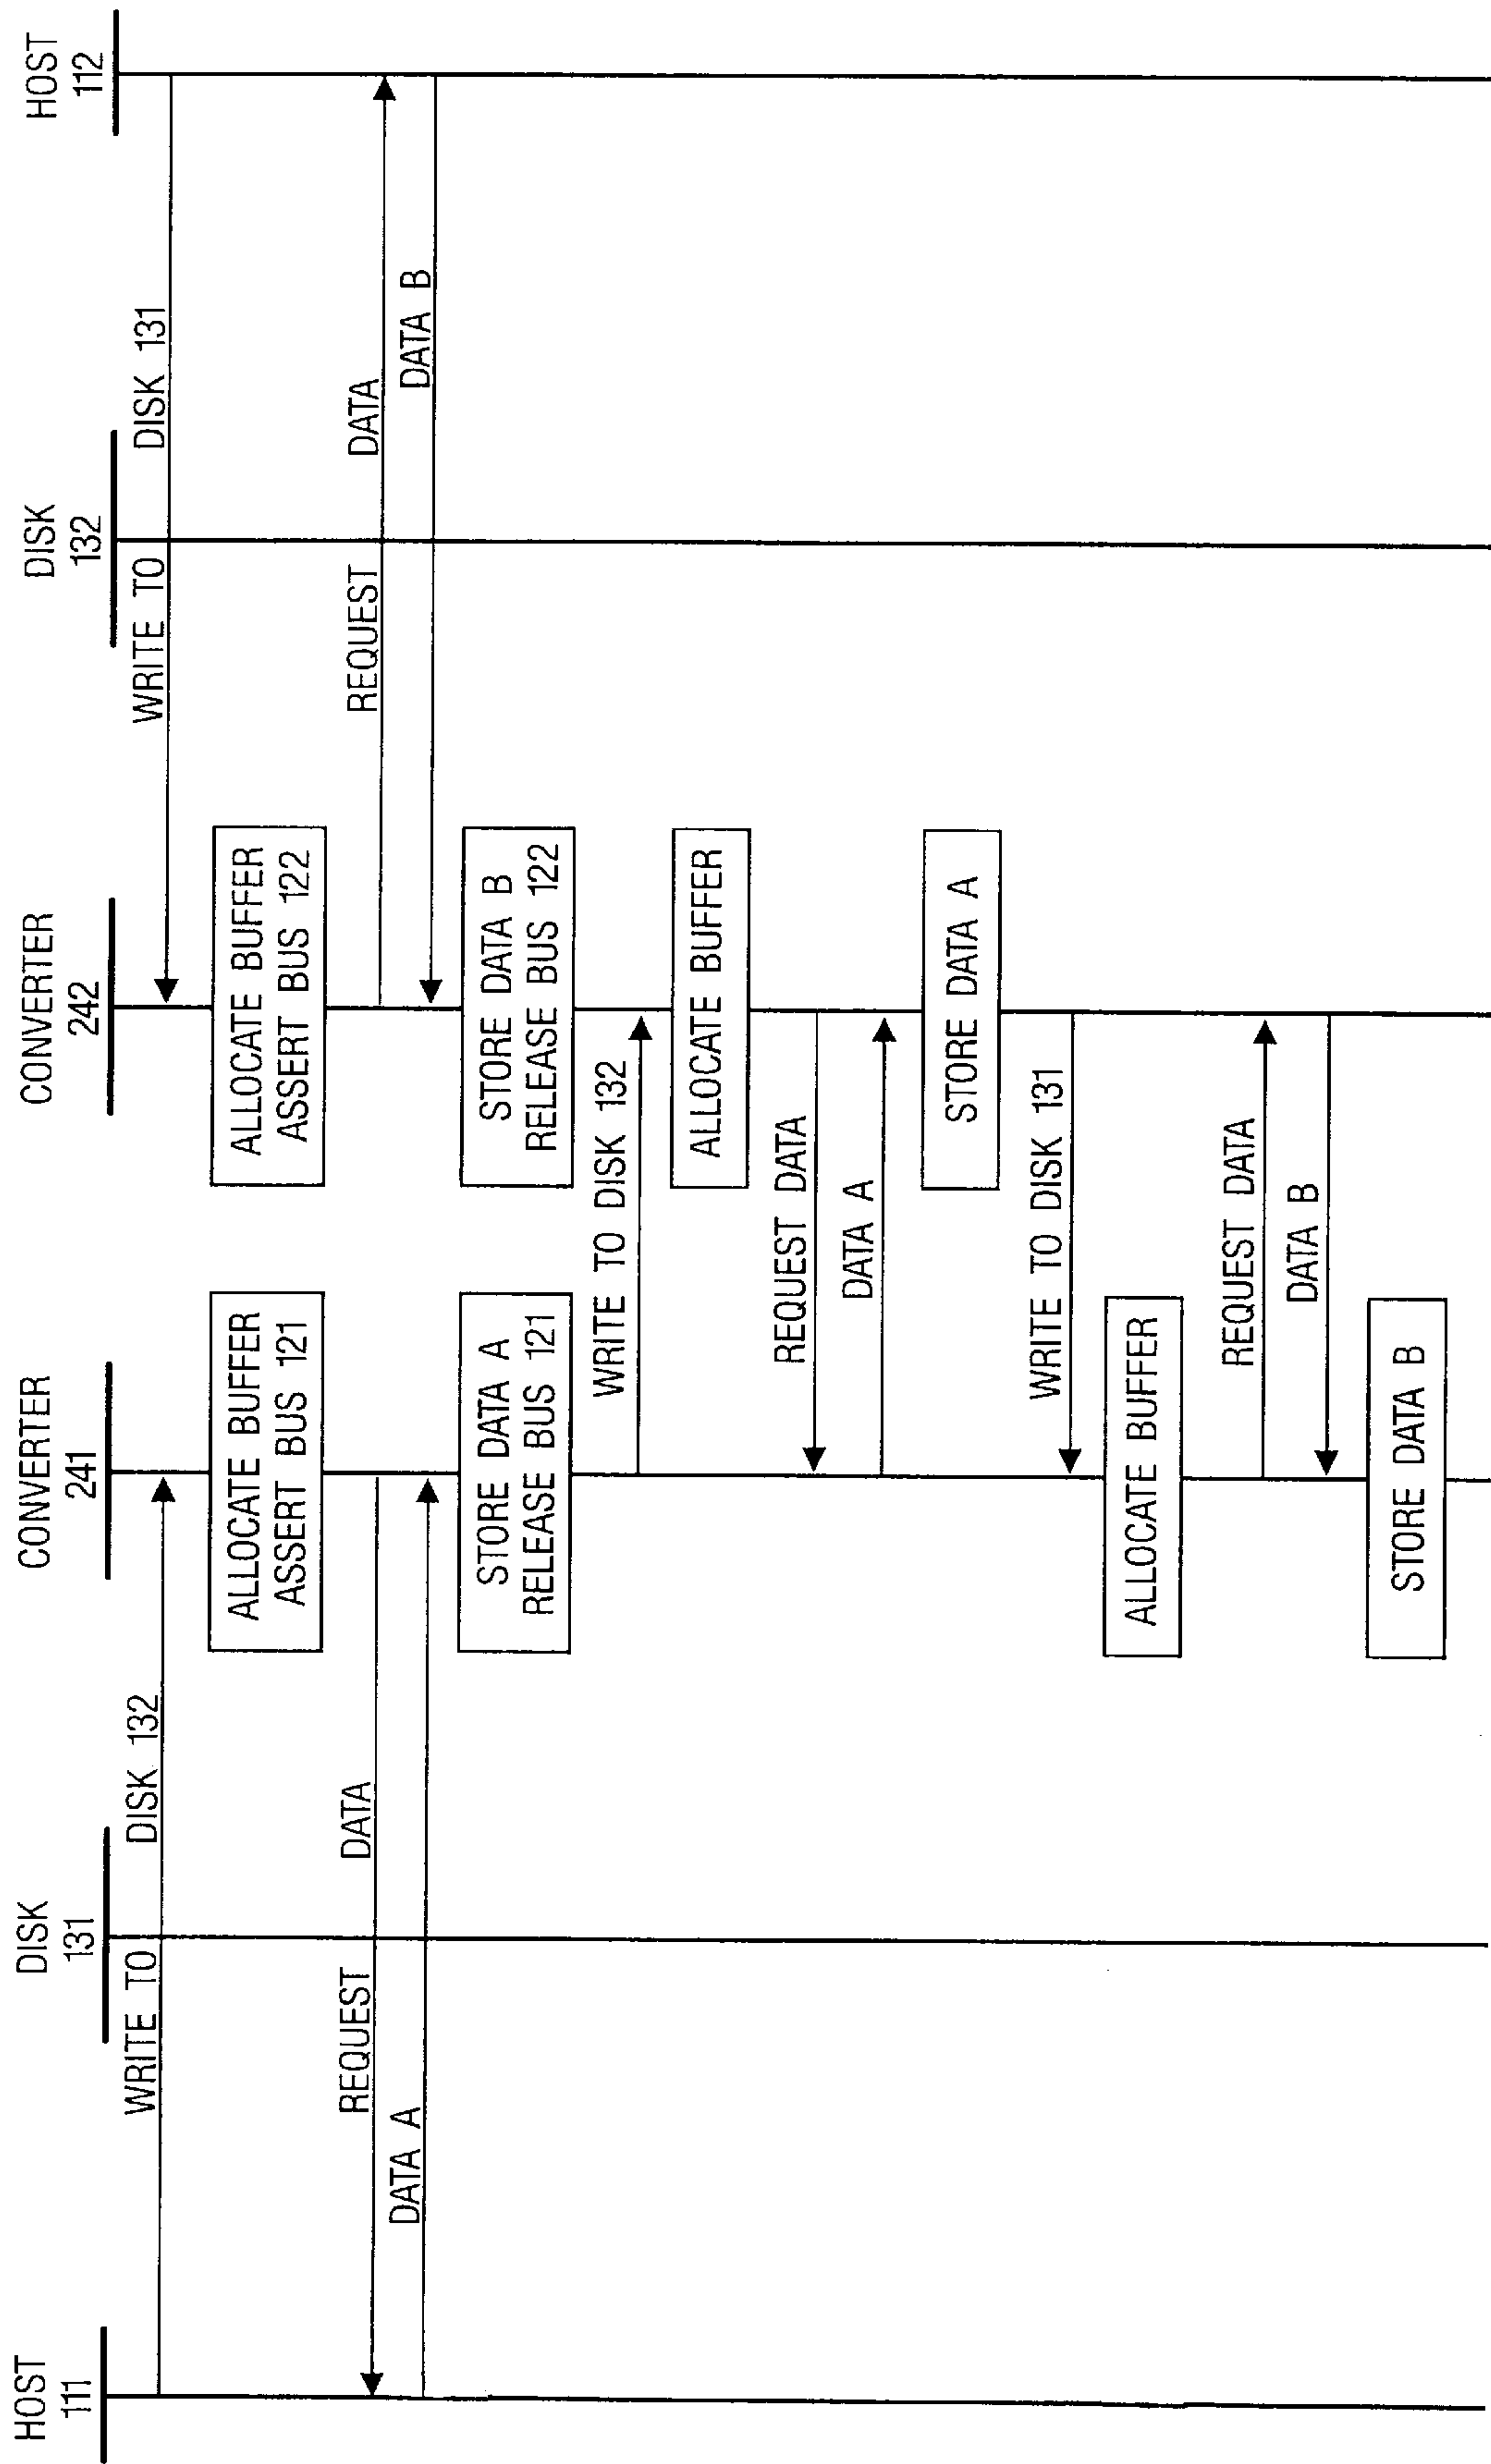 HOST
111
DISK
131
CONVERTER
241
CONVERTER
242
DISK
132
HOST
112
WRITE TO DISK 132
WRITE TO DISK 131
ALLOCATE BUFFER
ASSERT BUS 121
ALLOCATE BUFFER
ASSERT BUS 122
REQUEST DATA
REQUEST DATA
DATA A
DATA B
STORE DATA A
RELEASE BUS 121
STORE DATA B
RELEASE BUS 122
WRITE TO DISK 132
ALLOCATE BUFFER
REQUEST DATA
DATA A
STORE DATA A
WRITE TO DISK 131
ALLOCATE BUFFER
REQUEST DATA
DATA B
STORE DATA B